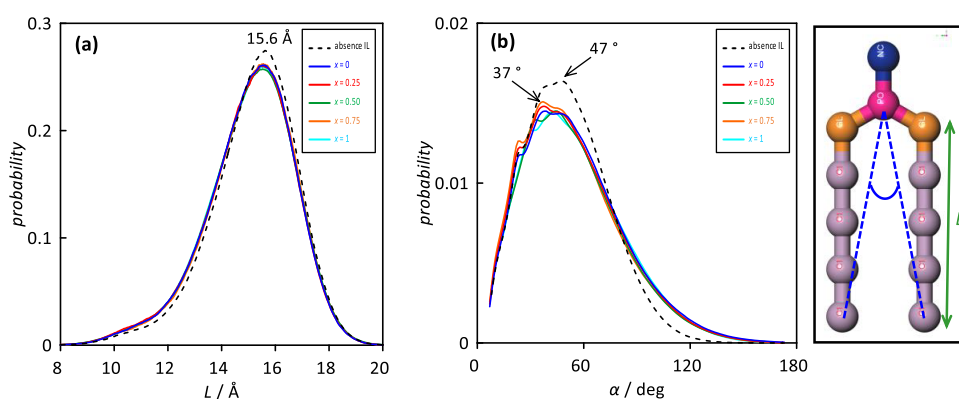 0.3
0.2
0.1
0
8
10
12
14
16
18
20
probability
L / Å
(a)
15.6 Å
absence IL
x = 0
x = 0.25
x = 0.50
x = 0.75
x = 1
0.02
0.01
0
0
60
120
180
probability
α / deg
(b)
37 °
47 °
absence IL
x = 0
x = 0.25
x = 0.50
x = 0.75
x = 1
NC
PO